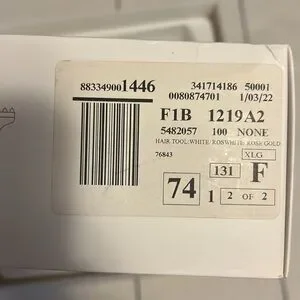 883349001446 341714186 50001
0080874701 1/03/22
F1B 1219A2
5482057 100 NONE
HAIR TOOL:WHITE/ ROSWHITE/ ROSE GOLD
76843 XLG
131 F
74 1 2 OF 2